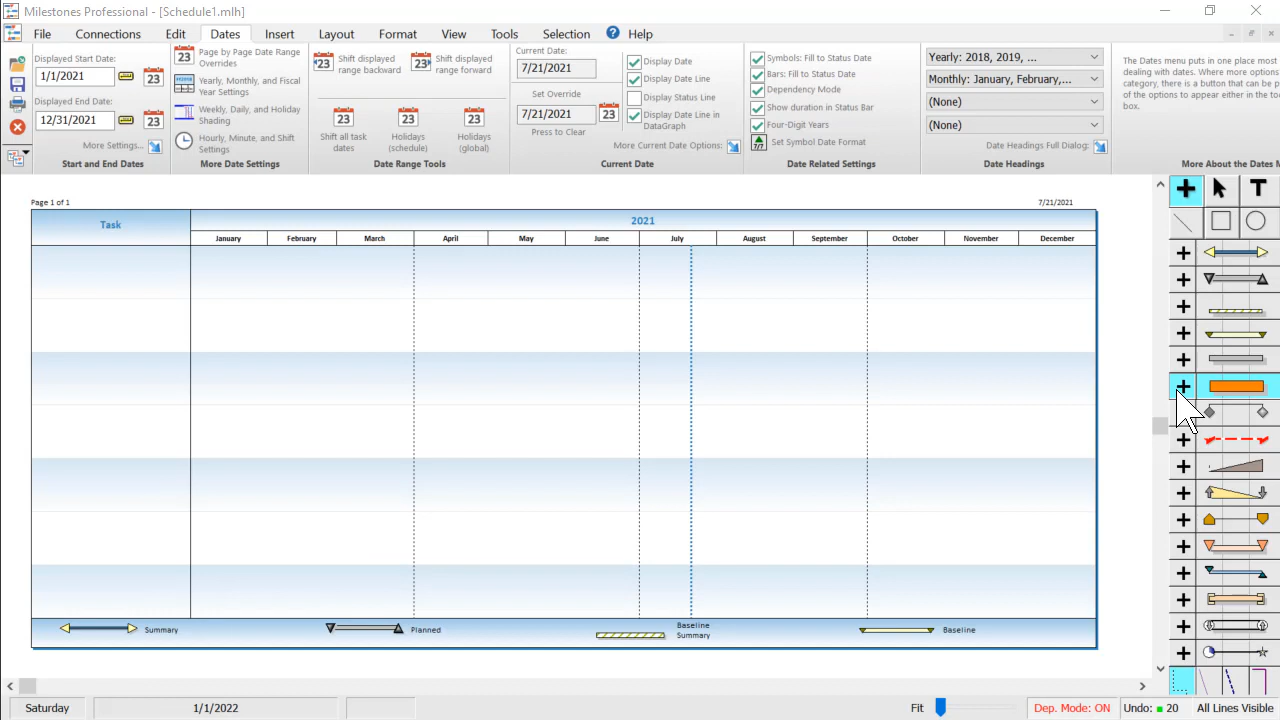 Milestones Professional - [Schedule1.mlh]
File Connections Edit Dates Insert Layout Format View Tools Selection Help
Displayed Start Date:
1/1/2021 23
Displayed End Date:
12/31/2021 23
More Settings...
Start and End Dates
23 Page by Page Date Range
Overrides
Yearly, Monthly, and Fiscal
Year Settings
Weekly, Daily, and Holiday
Shading
Hourly, Minute, and Shift
Settings
More Date Settings
23 Shift displayed
range backward
23 Shift displayed
range forward
23 Shift all task
dates
23 Holidays
(schedule)
23 Holidays
(global)
Date Range Tools
Current Date:
7/21/2021
Set Override
7/21/2021 23
Press to Clear
Display Date
Display Date Line
Display Status Line
Display Date Line in
DataGraph
More Current Date Options:
Current Date
Symbols: Fill to Status Date
Bars: Fill to Status Date
Dependency Mode
Show duration in Status Bar
Four-Digit Years
Set Symbol Date Format
Date Related Settings
Yearly: 2018, 2019, ...
Monthly: January, February,...
(None)
(None)
Date Headings Full Dialog:
Date Headings
The Dates menu puts in one place most
dealing with dates. Where more options
category, there is a button that can be p
of the options to appear either in the to
box.
More About the Dates M
Page 1 of 1
7/21/2021
Task
2021
January February March April May June July August September October November December
Summary
Planned
Baseline
Summary
Baseline
T
Saturday 1/1/2022 Fit Dep. Mode: ON Undo: 20 All Lines Visible